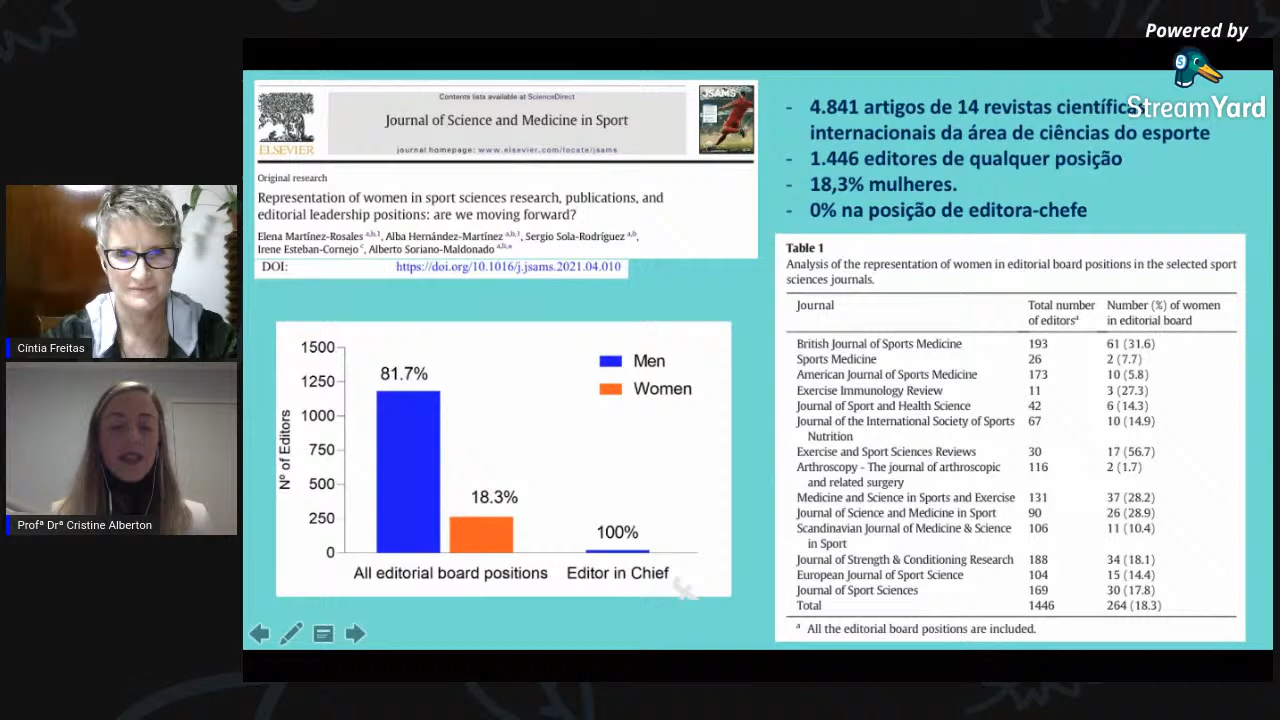 Powered by
StreamYard
Contents lists available at ScienceDirect
Journal of Science and Medicine in Sport
journal homepage: www.elsevier.com/locate/jsams
ELSEVIER
JSAMS
Original research
Representation of women in sport sciences research, publications, and
editorial leadership positions: are we moving forward?
Elena Martínez-Rosales a,b,1, Alba Hernández-Martínez a,b,1, Sergio Sola-Rodríguez a,b,
Irene Esteban-Cornejo c, Alberto Soriano-Maldonado a,b,*
DOI: https://doi.org/10.1016/j.jsams.2021.04.010
- 4.841 artigos de 14 revistas científic
internacionais da área de ciências do esporte
- 1.446 editores de qualquer posição
- 18,3% mulheres.
- 0% na posição de editora-chefe
Cíntia Freitas
Profª Drª Cristine Alberton
Nº of Editors
1500
1250
1000
750
500
250
0
81.7%
18.3%
100%
Men
Women
All editorial board positions Editor in Chief
Table 1
Analysis of the representation of women in editorial board positions in the selected sport
sciences journals.
Journal Total number of editorsa Number (%) of women in editorial board
British Journal of Sports Medicine 193 61 (31.6)
Sports Medicine 26 2 (7.7)
American Journal of Sports Medicine 173 10 (5.8)
Exercise Immunology Review 11 3 (27.3)
Journal of Sport and Health Science 42 6 (14.3)
Journal of the International Society of Sports 67 10 (14.9)
Nutrition
Exercise and Sport Sciences Reviews 30 17 (56.7)
Arthroscopy - The journal of arthroscopic 116 2 (1.7)
and related surgery
Medicine and Science in Sports and Exercise 131 37 (28.2)
Journal of Science and Medicine in Sport 90 26 (28.9)
Scandinavian Journal of Medicine & Science 106 11 (10.4)
in Sport
Journal of Strength & Conditioning Research 188 34 (18.1)
European Journal of Sport Science 104 15 (14.4)
Journal of Sport Sciences 169 30 (17.8)
Total 1446 264 (18.3)
a All the editorial board positions are included.